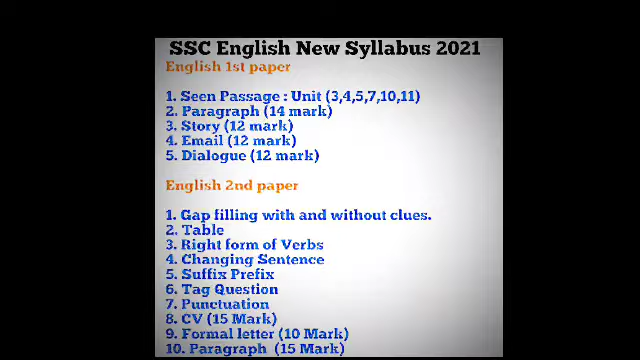 SSC English New Syllabus 2021
English 1st paper
1. Seen Passage : Unit (3,4,5,7,10,11)
2. Paragraph (14 mark)
3. Story (12 mark)
4. Email (12 mark)
5. Dialogue (12 mark)
English 2nd paper
1. Gap filling with and without clues.
2. Table
3. Right form of Verbs
4. Changing Sentence
5. Suffix Prefix
6. Tag Question
7. Punctuation
8. CV (15 Mark)
9. Formal letter (10 Mark)
10. Paragraph (15 Mark)